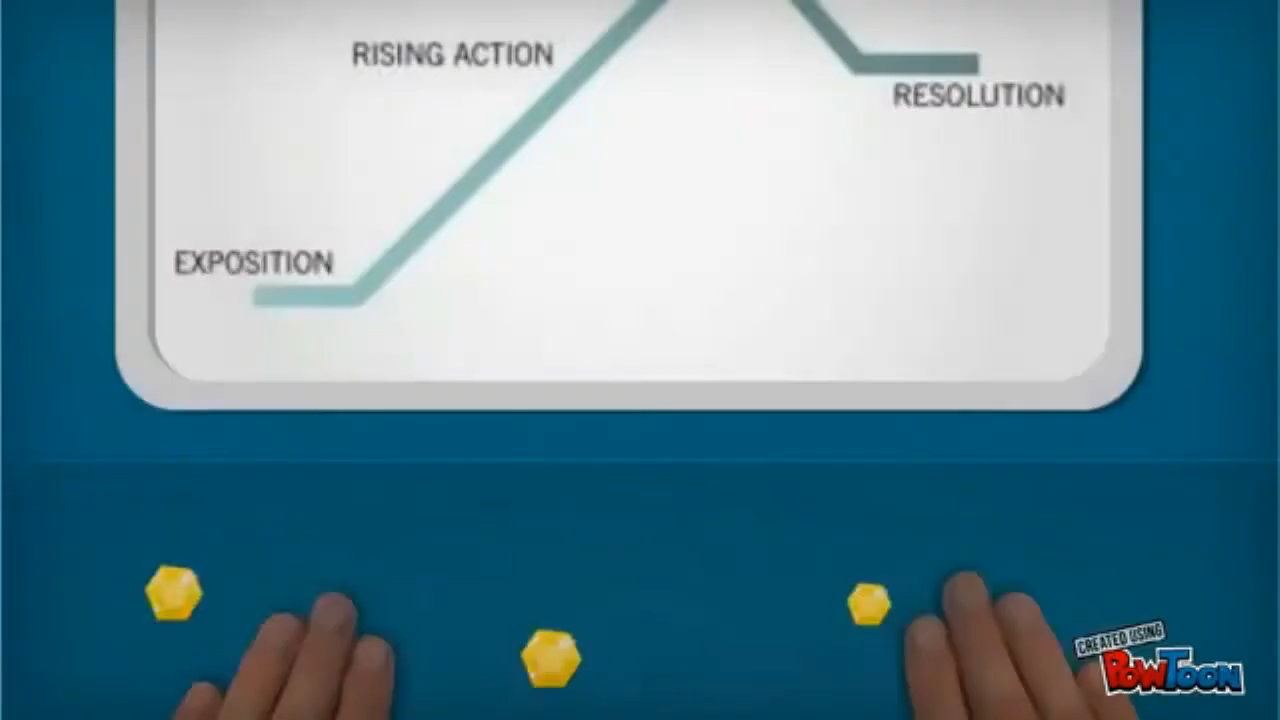 RISING ACTION
RESOLUTION
EXPOSITION
CREATED USING
POWTOON